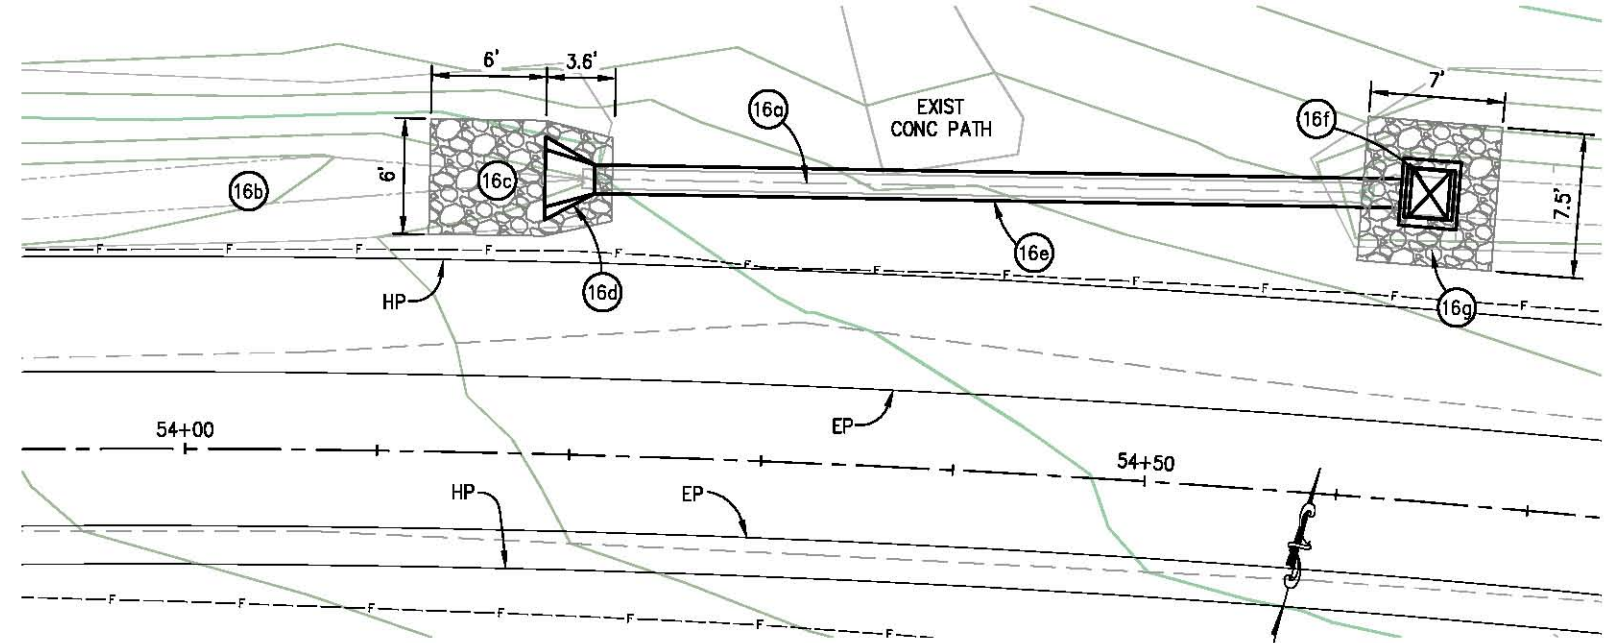 6'
3.6'
7'
16a
EXIST
CONC PATH
16f
16c
6'
16b
7.5'
16e
16d
16g
F F F F F F F F F F F F
HP
EP
54+00
54+50
HP
EP
F F F F F F F